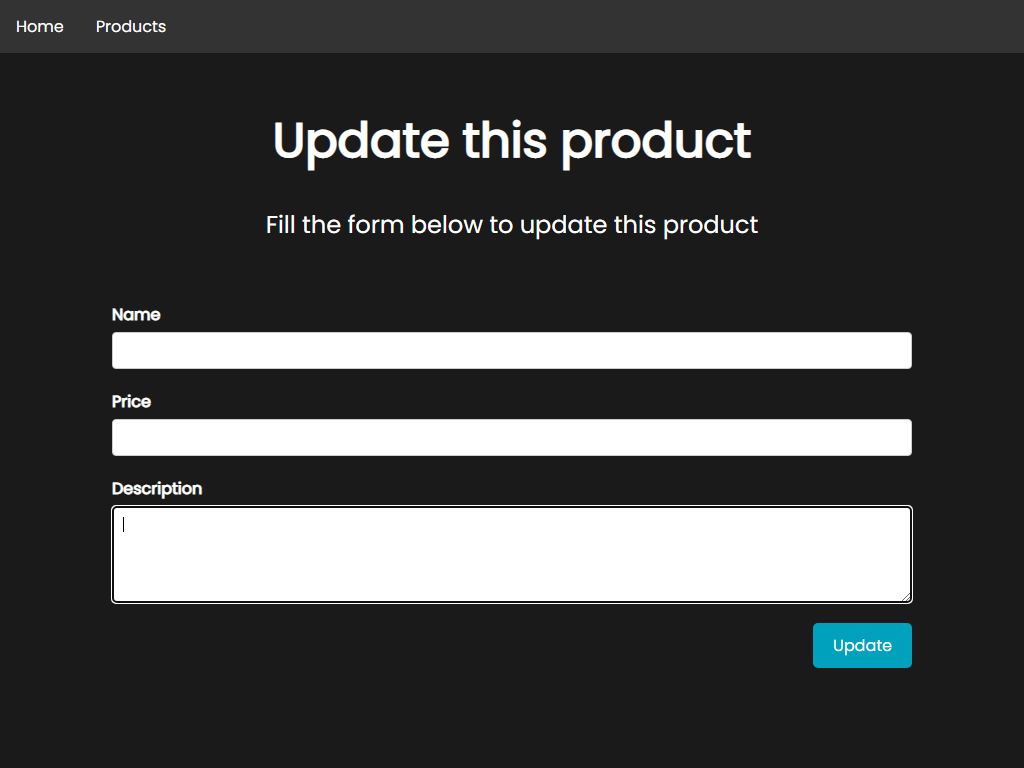 Home Products
Update this product
Fill the form below to update this product
Name
Price
Description
Update